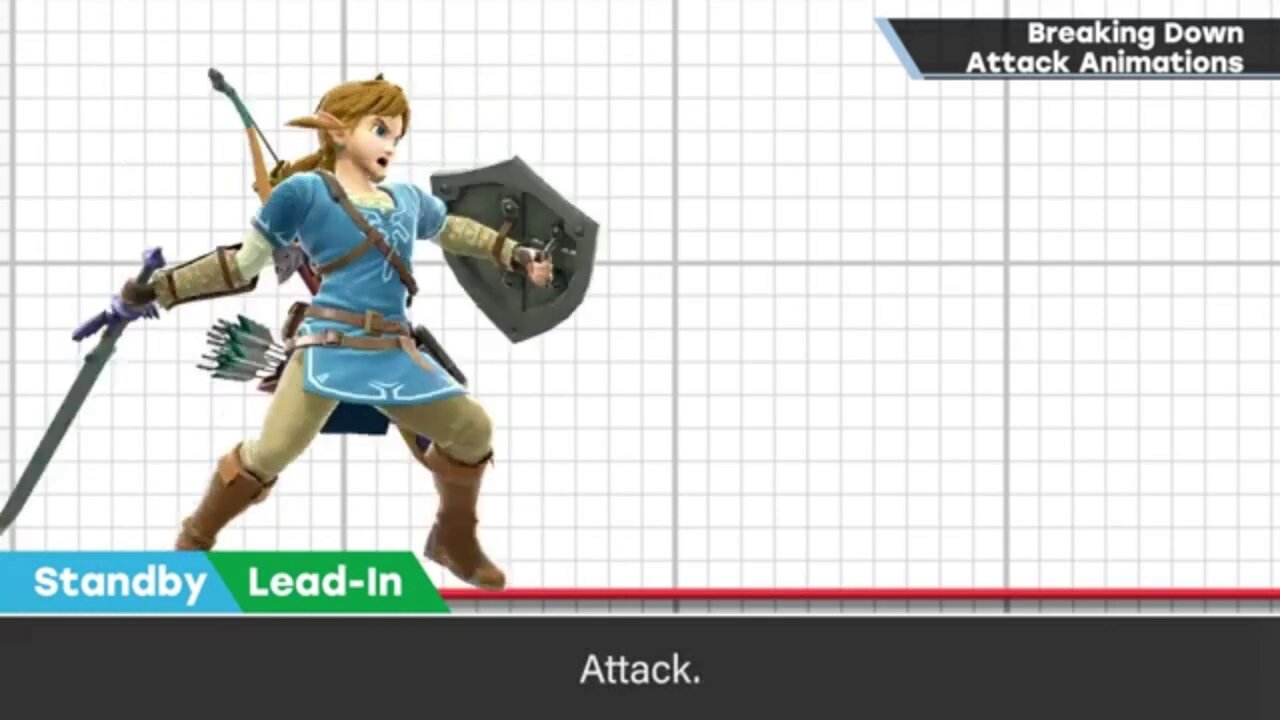 Breaking Down
Attack Animations
Standby
Lead-In
Attack.